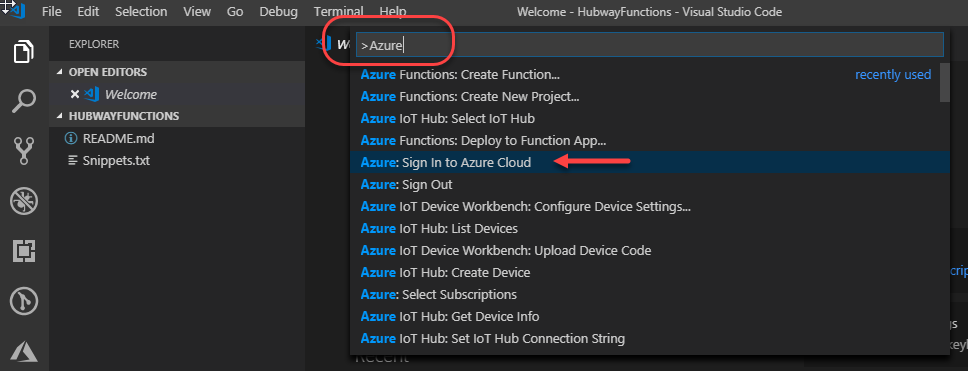 File Edit View Go Debug Terminal Help Welcome - HubwayFunctions - Visual Studio Code
EXPLORER
OPEN EDITORS
Welcome
HUBWAYFUNCTIONS
README.md
Snippets.txt
>Azure
Azure Functions: Create Function... recently used
Azure Functions: Create New Project...
Azure IoT Hub: Select IoT Hub
Azure Functions: Deploy to Function App...
Azure: Sign In to Azure Cloud
Azure: Sign Out
Azure IoT Device Workbench: Configure Device Settings...
Azure IoT Hub: List Devices
Azure IoT Device Workbench: Upload Device Code
Azure IoT Hub: Create Device
Azure: Select Subscriptions
Azure IoT Hub: Get Device Info
Azure IoT Hub: Set IoT Hub Connection String
Recent